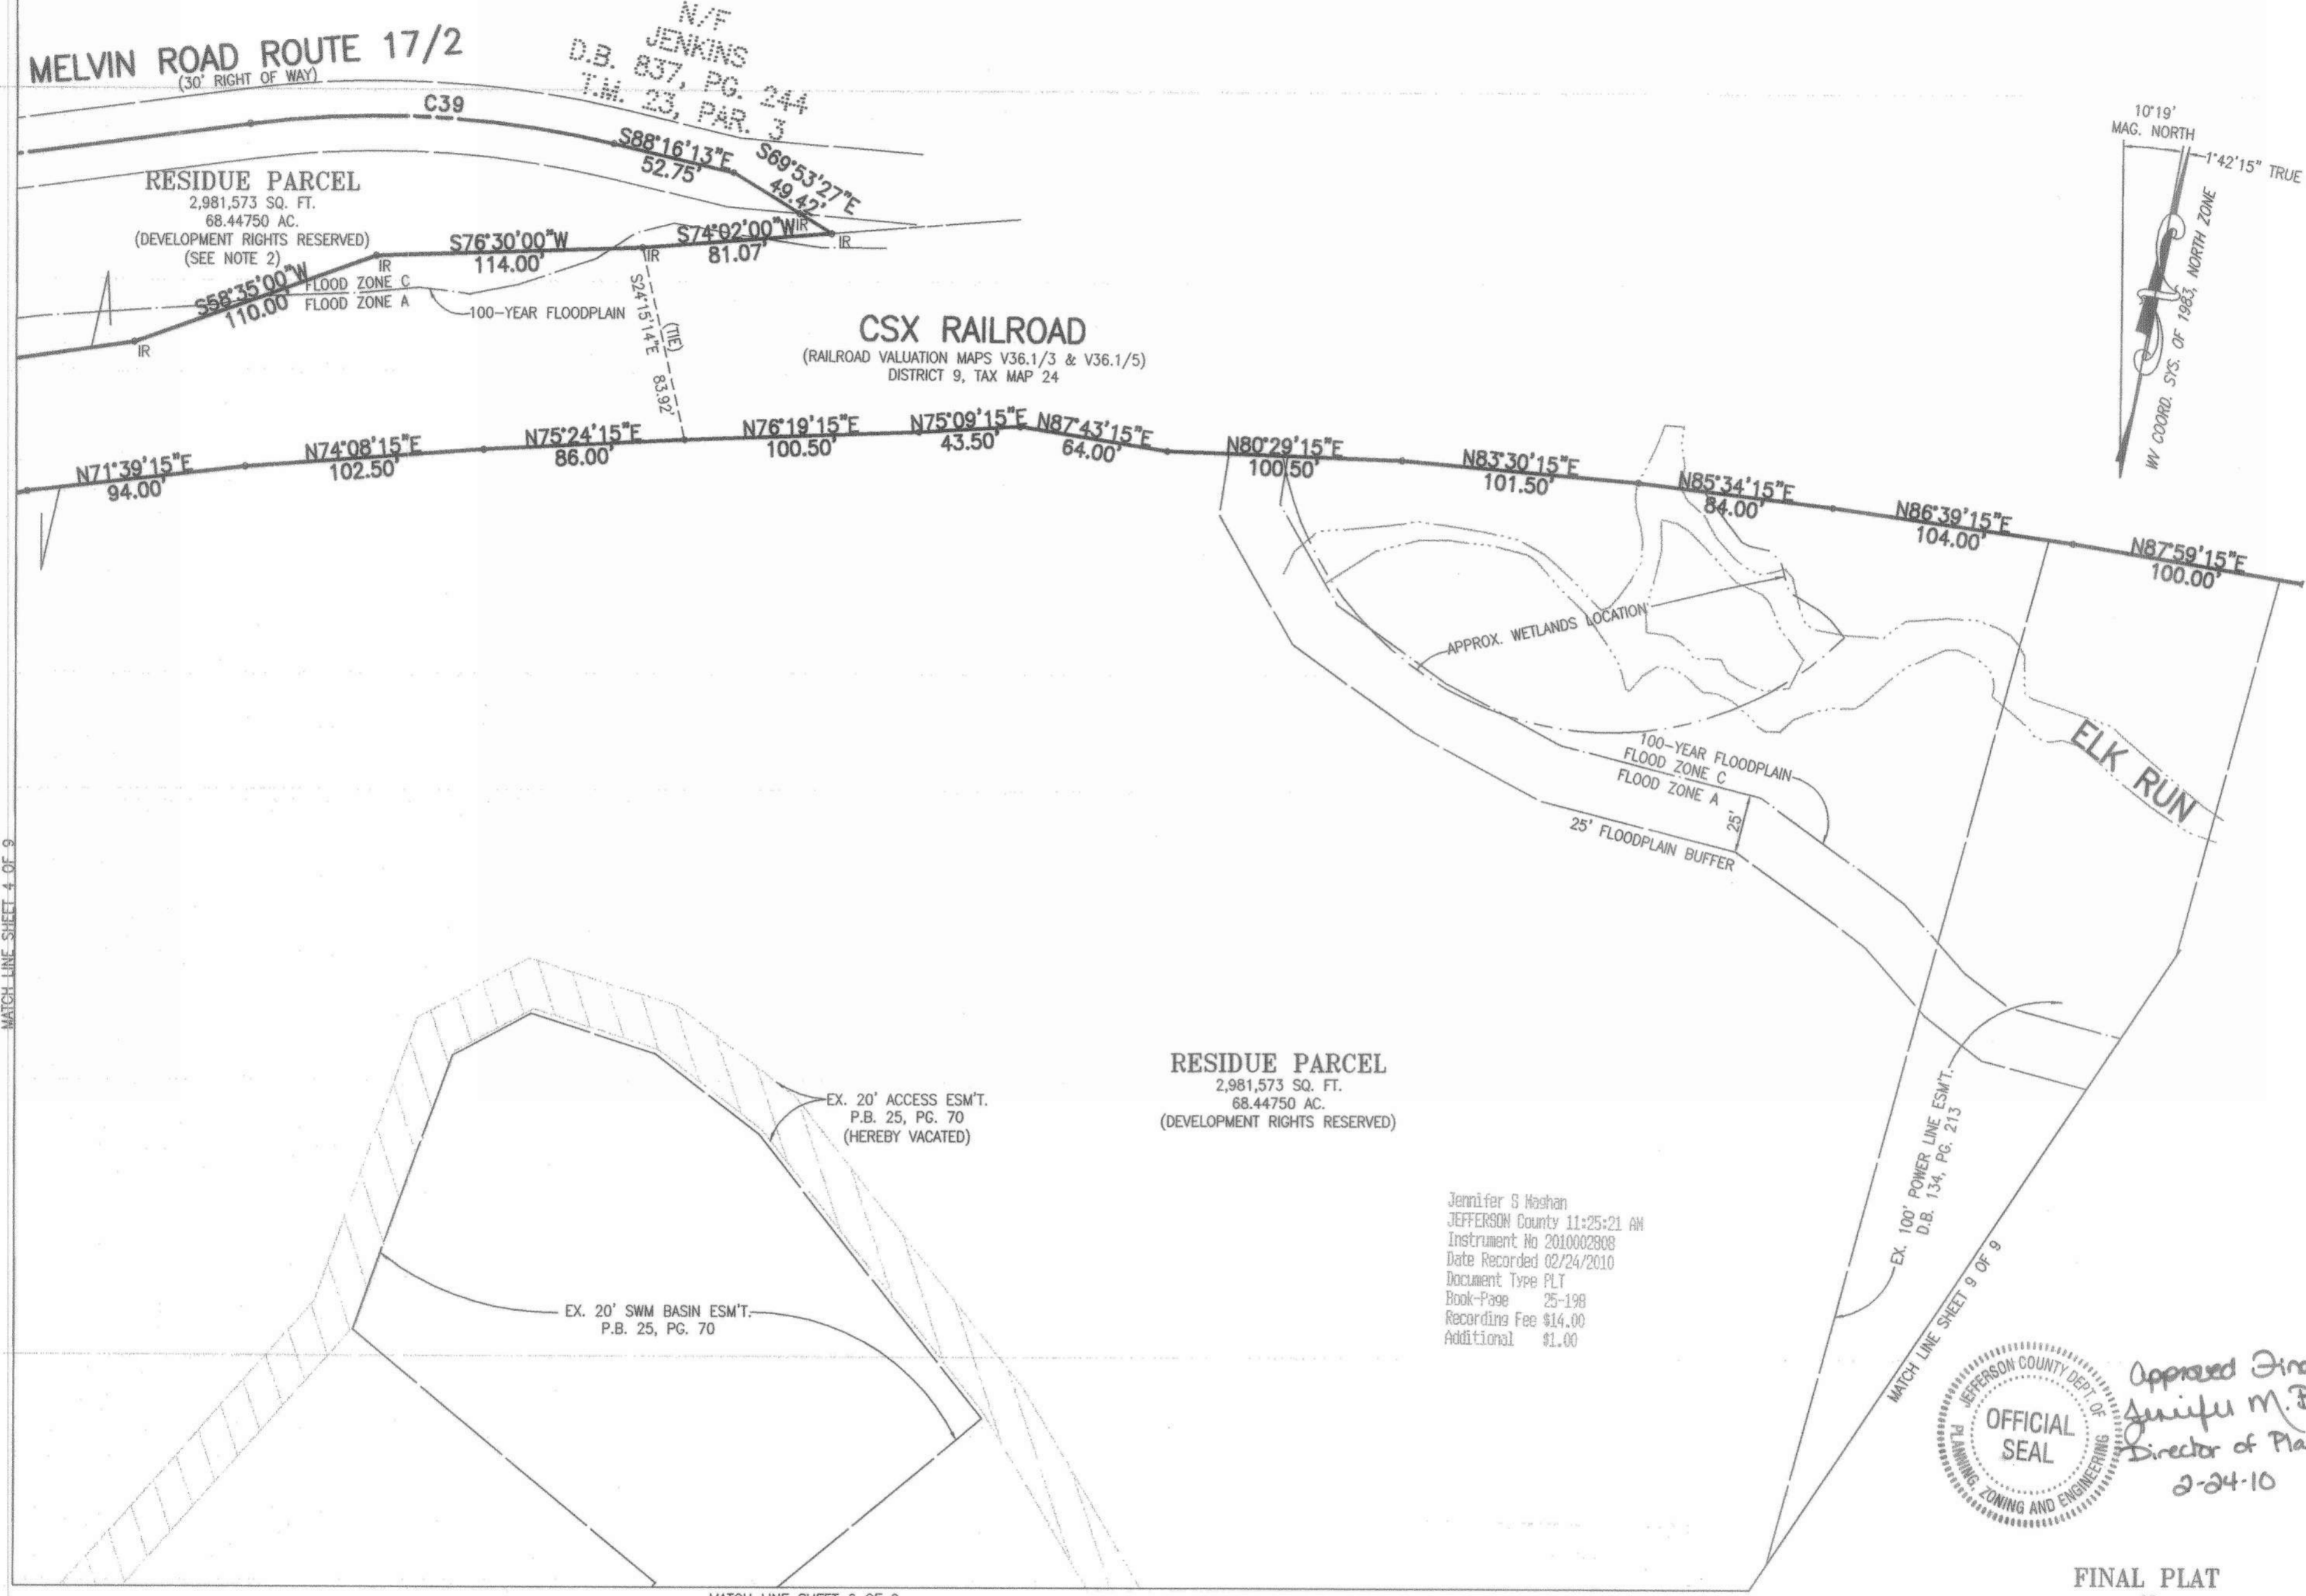 MELVIN ROAD ROUTE 17/2
(30' RIGHT OF WAY)
C39
N/F
JENKINS
D.B. 837, PG. 244
T.M. 23, PAR. 3
S88°16'13"E
52.75'
S69°53'27"E
49.42'
RESIDUE PARCEL
2,981,573 SQ. FT.
68.44750 AC.
(DEVELOPMENT RIGHTS RESERVED)
(SEE NOTE 2)
S76°30'00"W
114.00'
S74°02'00"W
81.07'
IR
IR
IR
IR
IR
S58°35'00"W
110.00'
FLOOD ZONE C
FLOOD ZONE A
100-YEAR FLOODPLAIN
S24°15'14"E 83.92'
(TIE)
CSX RAILROAD
(RAILROAD VALUATION MAPS V36.1/3 & V36.1/5)
DISTRICT 9, TAX MAP 24
10°19'
MAG. NORTH
1°42'15" TRUE
WV COORD. SYS. OF 1983, NORTH ZONE
N71°39'15"E
94.00'
N74°08'15"E
102.50'
N75°24'15"E
86.00'
N76°19'15"E
100.50'
N75°09'15"E
43.50'
N87°43'15"E
64.00'
N80°29'15"E
100.50'
N83°30'15"E
101.50'
N85°34'15"E
84.00'
N86°39'15"E
104.00'
N87°59'15"E
100.00'
APPROX. WETLANDS LOCATION
100-YEAR FLOODPLAIN
FLOOD ZONE C
FLOOD ZONE A
25'
25' FLOODPLAIN BUFFER
ELK RUN
MATCH LINE SHEET 4 OF 9
EX. 20' ACCESS ESM'T.
P.B. 25, PG. 70
(HEREBY VACATED)
RESIDUE PARCEL
2,981,573 SQ. FT.
68.44750 AC.
(DEVELOPMENT RIGHTS RESERVED)
EX. 20' SWM BASIN ESM'T.
P.B. 25, PG. 70
EX. 100' POWER LINE ESM'T.
D.B. 134, PG. 213
MATCH LINE SHEET 9 OF 9
Jennifer S Maghan
JEFFERSON County 11:25:21 AM
Instrument No 2010002808
Date Recorded 02/24/2010
Document Type PLT
Book-Page 25-198
Recording Fee $14.00
Additional $1.00
JEFFERSON COUNTY DEPT. OF
PLANNING, ZONING AND ENGINEERING
OFFICIAL
SEAL
Approved
Jennifer M.
Director of
2-24-10
FINAL PLAT
MATCH LINE SHEET